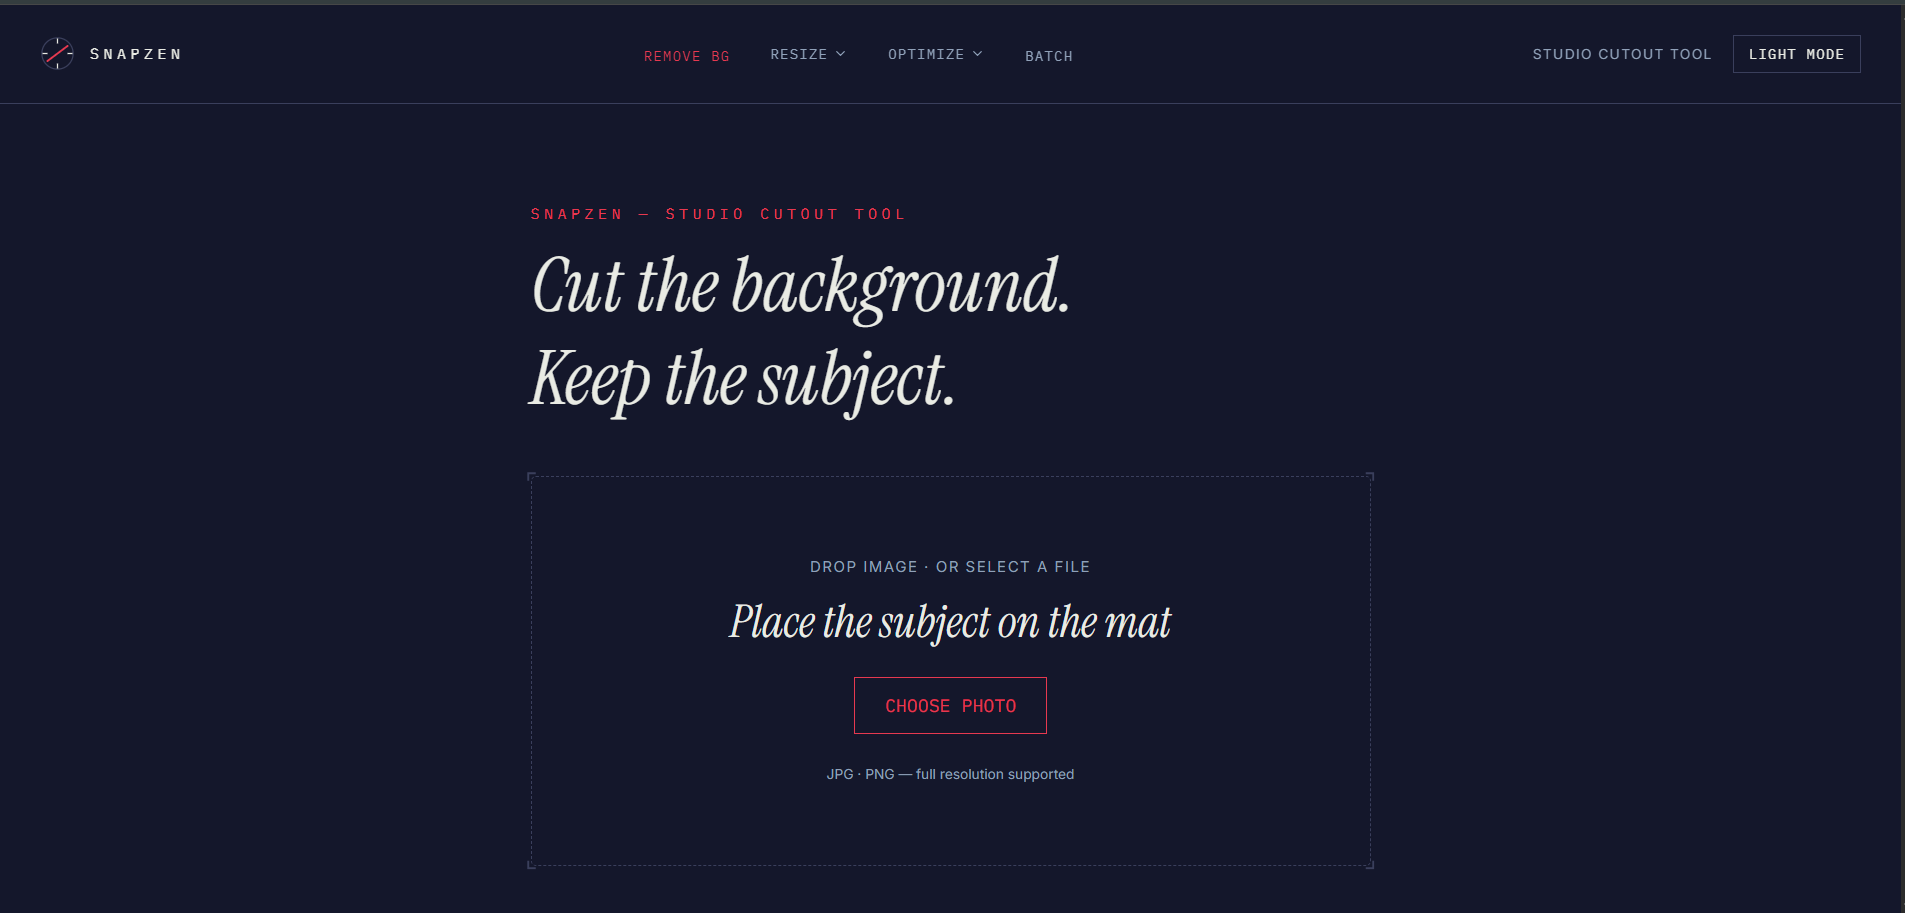 SNAPZEN REMOVE BG RESIZE OPTIMIZE BATCH STUDIO CUTOUT TOOL LIGHT MODE
SNAPZEN — STUDIO CUTOUT TOOL
Cut the background.
Keep the subject.
DROP IMAGE · OR SELECT A FILE
Place the subject on the mat
CHOOSE PHOTO
JPG · PNG — full resolution supported